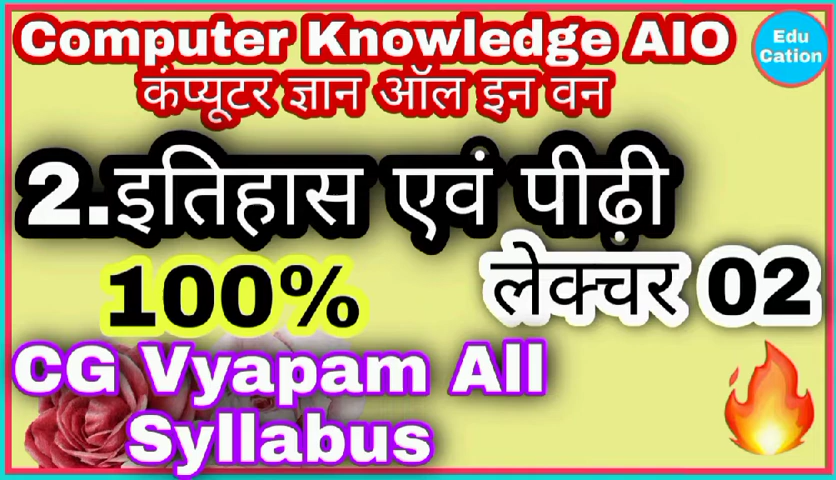 Computer Knowledge AIO
Edu
Cation
कंप्यूटर ज्ञान ऑल इन वन
2.इतिहास एवं पीढ़ी
100%
लेक्चर 02
CG Vyapam All
Syllabus